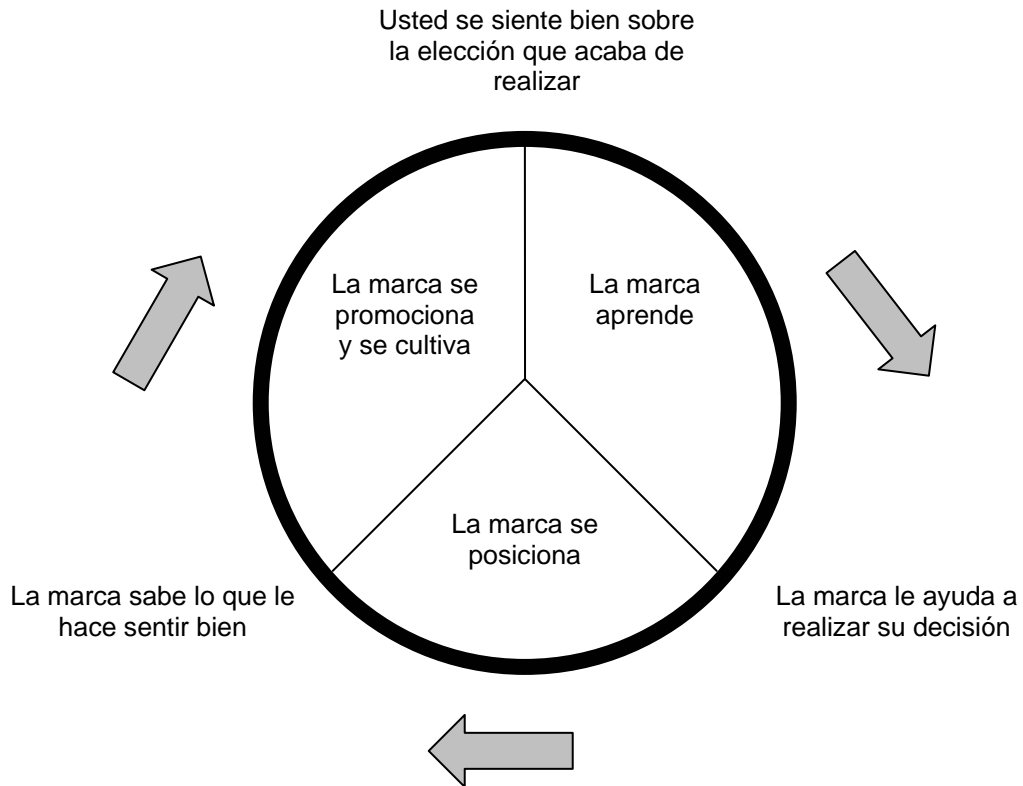 Usted se siente bien sobre
la elección que acaba de
realizar
La marca se
promociona
y se cultiva
La marca
aprende
La marca se
posiciona
La marca sabe lo que le
hace sentir bien
La marca le ayuda a
realizar su decisión